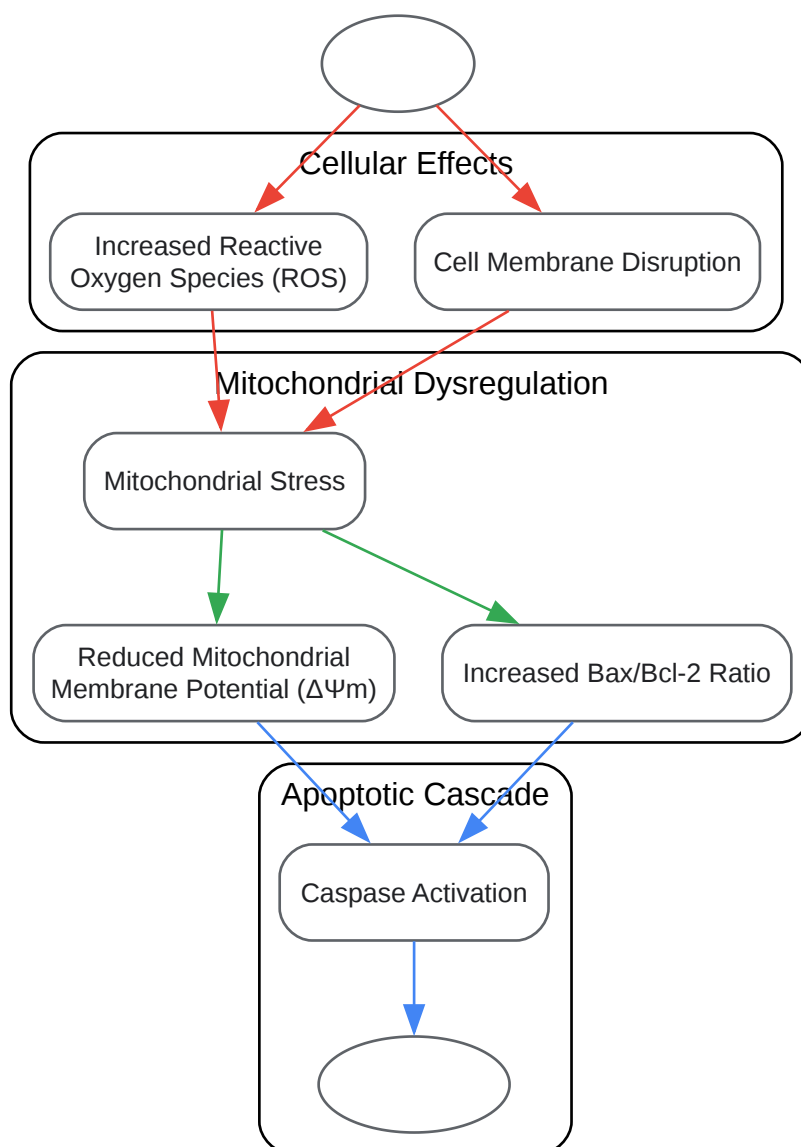 Cellular Effects
Increased Reactive
Oxygen Species (ROS)
Cell Membrane Disruption
Mitochondrial Dysregulation
Mitochondrial Stress
Reduced Mitochondrial
Membrane Potential (ΔΨm)
Increased Bax/Bcl-2 Ratio
Apoptotic Cascade
Caspase Activation